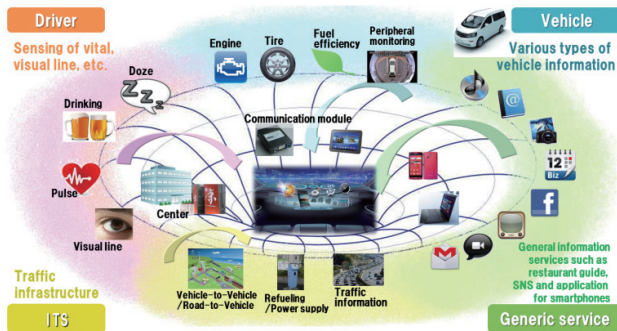 Driver
Sensing of vital,
visual line, etc.
Vehicle
Various types of
vehicle information
Engine
Tire
Fuel
efficiency
Peripheral
monitoring
Doze
ZZZ
Drinking
Communication module
@
12
Biz
Pulse
Center
f
Visual line
M
Traffic
infrastructure
ITS
Vehicle-to-Vehicle
/Road-to-Vehicle
Refueling
/Power supply
Traffic
information
General information
services such as
restaurant guide,
SNS and application
for smartphones
Generic service